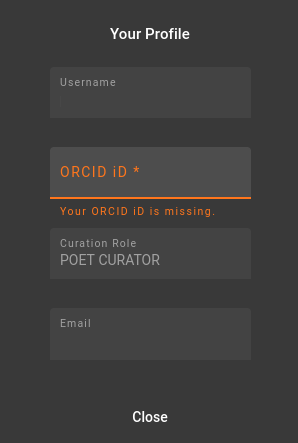 Your Profile
Username
ORCID iD *
Your ORCID iD is missing.
Curation Role
POET CURATOR
Email
Close